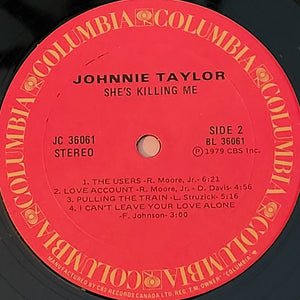 COLUMBIA COLUMBIA COLUMBIA COLUMBIA COLUMBIA COLUMBIA
JOHNNIE TAYLOR
SHE'S KILLING ME
JC 36061 SIDE 2
STEREO BL 36061
℗1979 CBS Inc.
1. THE USERS -R. Moore, Jr.- 6:21
2. LOVE ACCOUNT -R. Moore, Jr. - D. Davis- 4:56
3. PULLING THE TRAIN -L. Struzick- 5:16
4. I CAN'T LEAVE YOUR LOVE ALONE
-F. Johnson- 3:00
MANUFACTURED BY CBS RECORDS CANADA LTD. REG. T.M. OWNER "COLUMBIA"